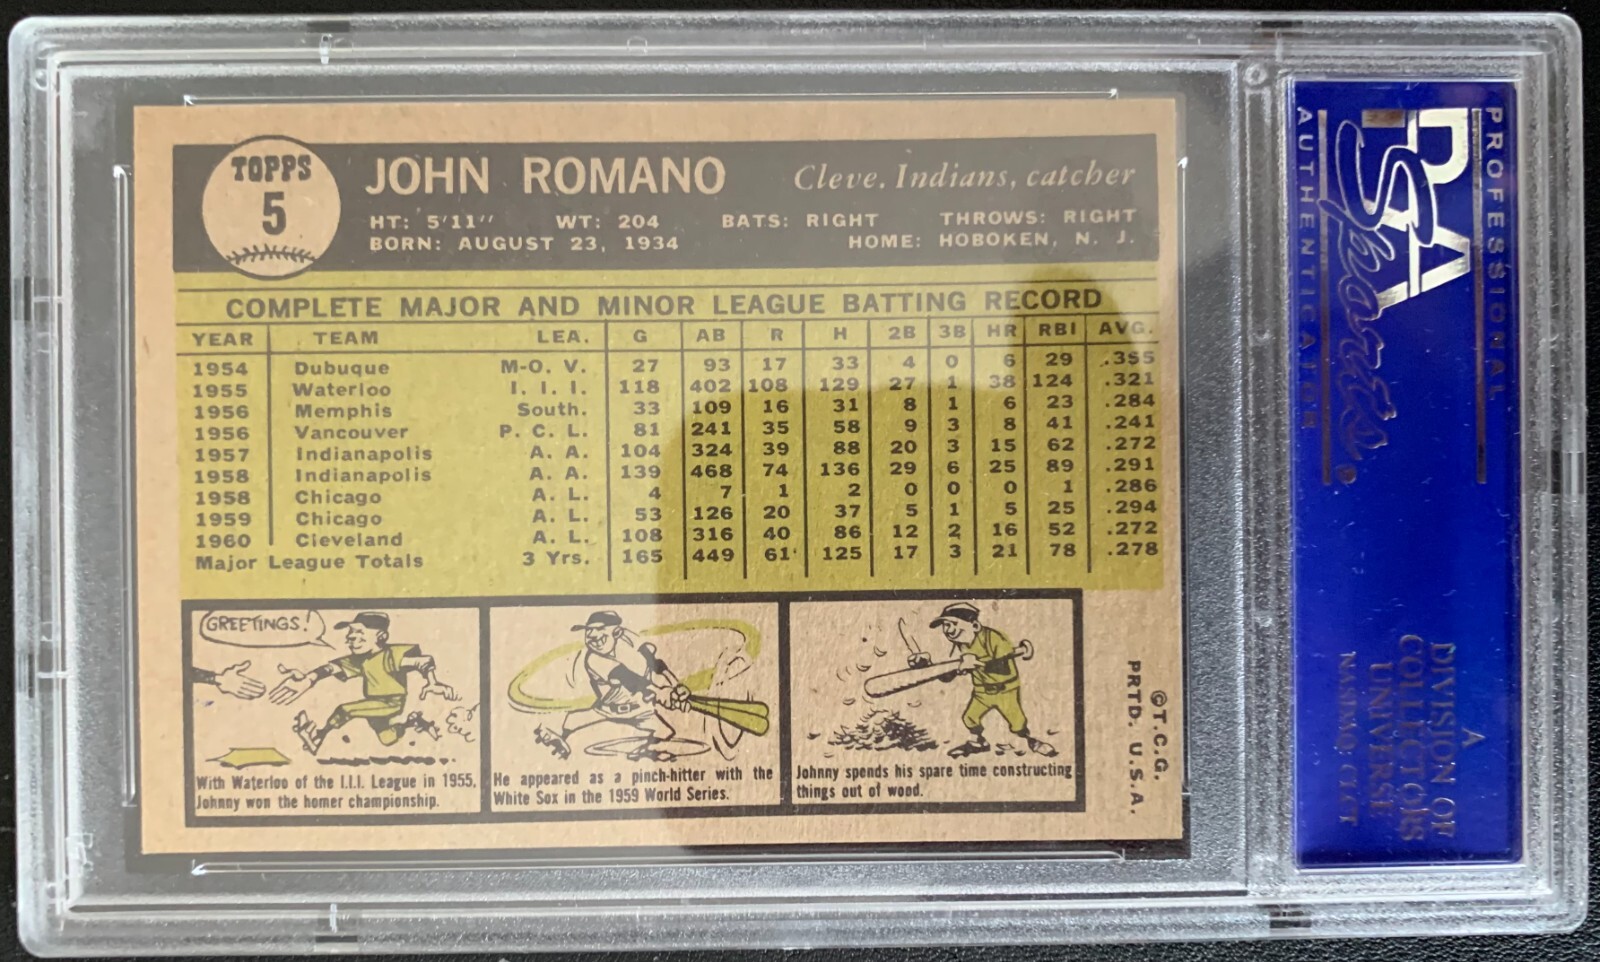 TOPPS
5
JOHN ROMANO
Cleve. Indians, catcher
HT: 5'11" WT: 204 BATS: RIGHT THROWS: RIGHT
BORN: AUGUST 23, 1934 HOME: HOBOKEN, N. J.
COMPLETE MAJOR AND MINOR LEAGUE BATTING RECORD
YEAR TEAM LEA. G AB R H 2B 3B HR RBI AVG.
1954 Dubuque M-O. V. 27 93 17 33 4 0 6 29 .355
1955 Waterloo I. I. I. 118 402 108 129 27 1 38 124 .321
1956 Memphis South. 33 109 16 31 8 1 6 23 .284
1956 Vancouver P. C. L. 81 241 35 58 9 3 8 41 .241
1957 Indianapolis A. A. 104 324 39 88 20 3 15 62 .272
1958 Indianapolis A. A. 139 468 74 136 29 6 25 89 .291
1958 Chicago A. L. 4 7 1 2 0 0 0 1 .286
1959 Chicago A. L. 53 126 20 37 5 1 5 25 .294
1960 Cleveland A. L. 108 316 40 86 12 2 16 52 .272
Major League Totals 3 Yrs. 165 449 61 125 17 3 21 78 .278
GREETINGS!
With Waterloo of the I.I.I. League in 1955,
Johnny won the homer championship.
He appeared as a pinch-hitter with the
White Sox in the 1959 World Series.
Johnny spends his spare time constructing
things out of wood.
©T.C.G.
PRTD. U.S.A.
PROFESSIONAL
PSA
Sports
AUTHENTICATOR
A
DIVISION OF
COLLECTORS
UNIVERSE
NASDAQ: CLCT